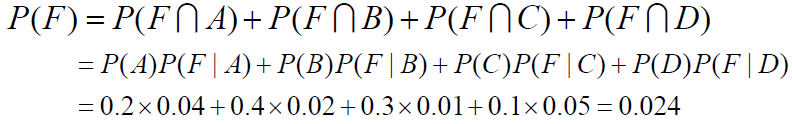 P(F) = P(F ⋂ A) + P(F ⋂ B) + P(F ⋂ C) + P(F ⋂ D)
= P(A)P(F | A) + P(B)P(F | B) + P(C)P(F | C) + P(D)P(F | D)
= 0.2×0.04 + 0.4×0.02 + 0.3×0.01 + 0.1×0.05 = 0.024